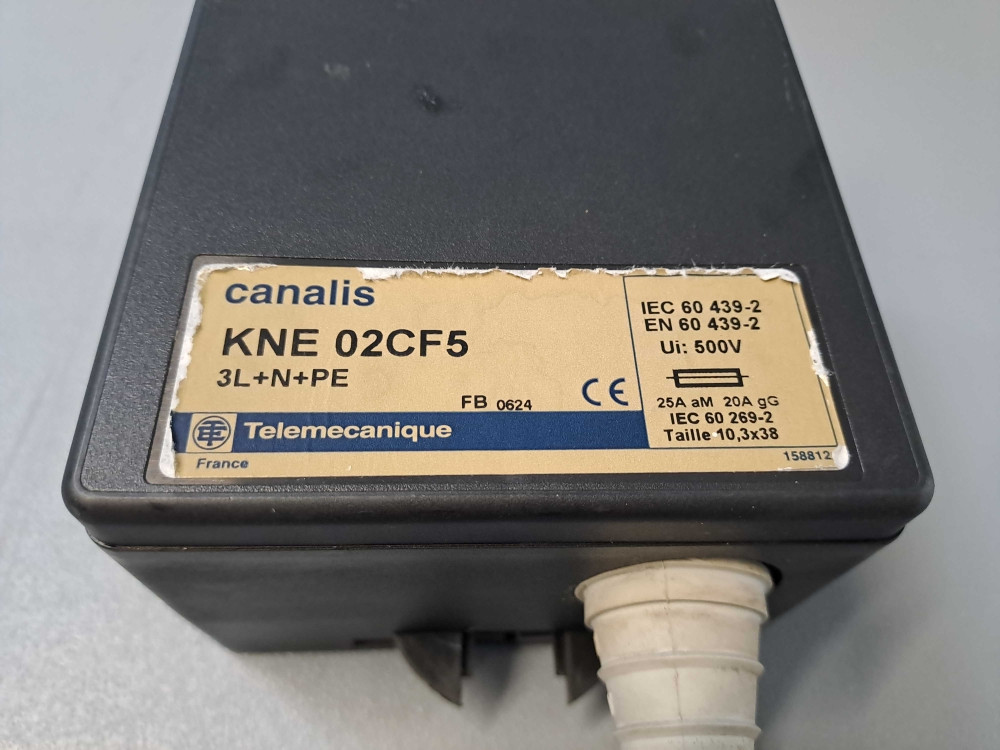 canalis
KNE 02CF5
3L+N+PE
FB 0624
CE
TE Telemecanique
France
IEC 60 439-2
EN 60 439-2
Ui: 500V
25A aM 20A gG
IEC 60 269-2
Taille 10,3x38
158812